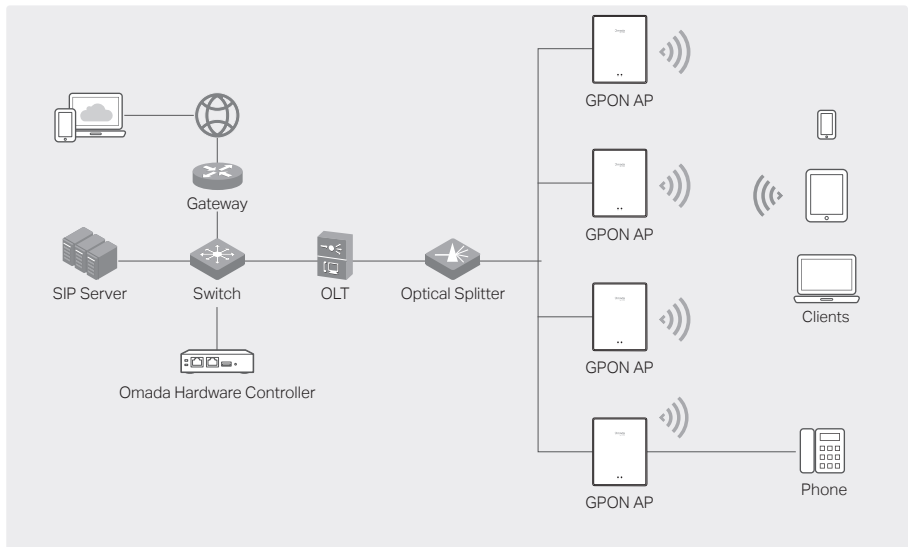 GPON AP
Gateway
GPON AP
SIP Server
Switch
OLT
Optical Splitter
Clients
GPON AP
Omada Hardware Controller
Phone
GPON AP